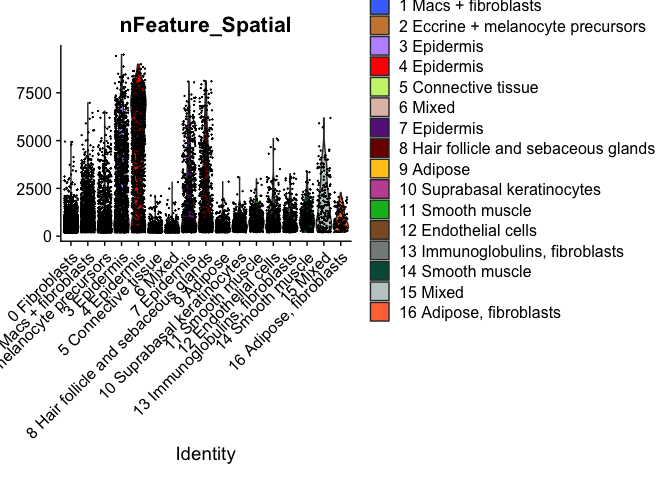 nFeature_Spatial
7500
5000
2500
0
0 Fibroblasts
Macs + fibroblasts
melanocyte precursors
3 Epidermis
4 Epidermis
5 Connective tissue
6 Mixed
7 Epidermis
8 Hair follicle and sebaceous glands
9 Adipose
10 Suprabasal keratinocytes
11 Smooth muscle
12 Endothelial cells
13 Immunoglobulins, fibroblasts
14 Smooth muscle
15 Mixed
16 Adipose, fibroblasts
Identity
1 Macs + fibroblasts
2 Eccrine + melanocyte precursors
3 Epidermis
4 Epidermis
5 Connective tissue
6 Mixed
7 Epidermis
8 Hair follicle and sebaceous glands
9 Adipose
10 Suprabasal keratinocytes
11 Smooth muscle
12 Endothelial cells
13 Immunoglobulins, fibroblasts
14 Smooth muscle
15 Mixed
16 Adipose, fibroblasts